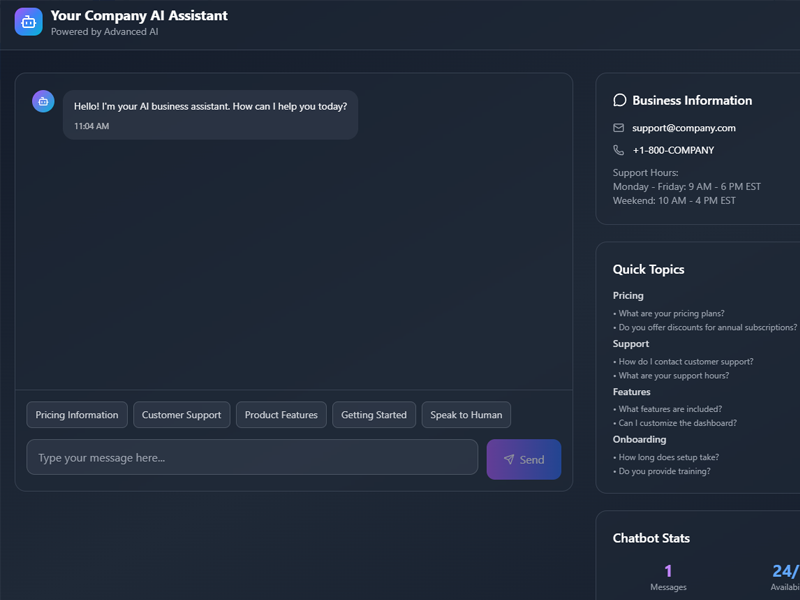 Your Company AI Assistant
Powered by Advanced AI
Hello! I'm your AI business assistant. How can I help you today?
11:04 AM
Pricing Information
Customer Support
Product Features
Getting Started
Speak to Human
Type your message here...
Send
Business Information
support@company.com
+1-800-COMPANY
Support Hours:
Monday - Friday: 9 AM - 6 PM EST
Weekend: 10 AM - 4 PM EST
Quick Topics
Pricing
• What are your pricing plans?
• Do you offer discounts for annual subscriptions?
Support
• How do I contact customer support?
• What are your support hours?
Features
• What features are included?
• Can I customize the dashboard?
Onboarding
• How long does setup take?
• Do you provide training?
Chatbot Stats
1
Messages
24/
Availabi